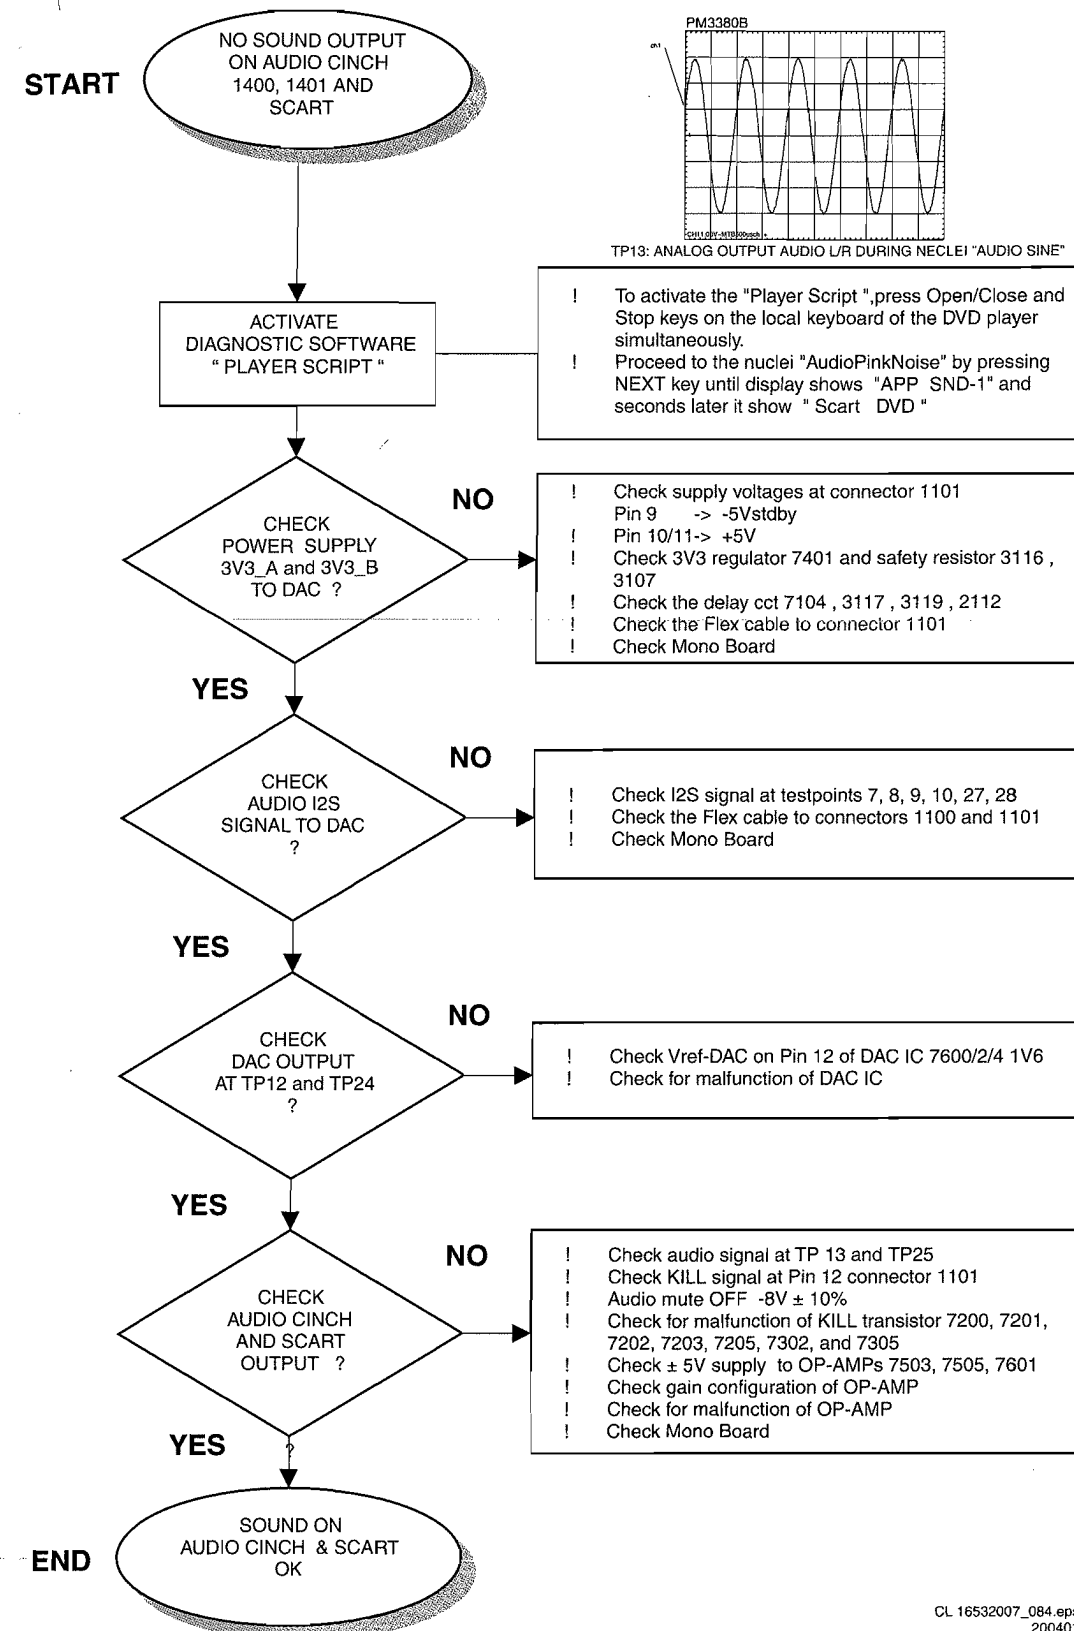 START
NO SOUND OUTPUT
ON AUDIO CINCH
1400, 1401 AND
SCART
PM3380B
ch1
TP13: ANALOG OUTPUT AUDIO L/R DURING NECLEI "AUDIO SINE"
ACTIVATE
DIAGNOSTIC SOFTWARE
" PLAYER SCRIPT "
! To activate the "Player Script ",press Open/Close and
Stop keys on the local keyboard of the DVD player
simultaneously.
! Proceed to the nuclei "AudioPinkNoise" by pressing
NEXT key until display shows "APP SND-1" and
seconds later it show " Scart DVD "
CHECK
POWER SUPPLY
3V3_A and 3V3_B
TO DAC ?
NO
! Check supply voltages at connector 1101
Pin 9 -> -5Vstdby
! Pin 10/11-> +5V
! Check 3V3 regulator 7401 and safety resistor 3116 ,
3107
! Check the delay cct 7104 , 3117 , 3119 , 2112
! Check the Flex cable to connector 1101
! Check Mono Board
YES
CHECK
AUDIO I2S
SIGNAL TO DAC
?
NO
! Check I2S signal at testpoints 7, 8, 9, 10, 27, 28
! Check the Flex cable to connectors 1100 and 1101
! Check Mono Board
YES
CHECK
DAC OUTPUT
AT TP12 and TP24
?
NO
! Check Vref-DAC on Pin 12 of DAC IC 7600/2/4 1V6
! Check for malfunction of DAC IC
YES
CHECK
AUDIO CINCH
AND SCART
OUTPUT ?
NO
! Check audio signal at TP 13 and TP25
! Check KILL signal at Pin 12 connector 1101
! Audio mute OFF -8V ± 10%
! Check for malfunction of KILL transistor 7200, 7201,
7202, 7203, 7205, 7302, and 7305
! Check ± 5V supply to OP-AMPs 7503, 7505, 7601
! Check gain configuration of OP-AMP
! Check for malfunction of OP-AMP
! Check Mono Board
YES
?
END
SOUND ON
AUDIO CINCH & SCART
OK
CL 16532007_084.eps